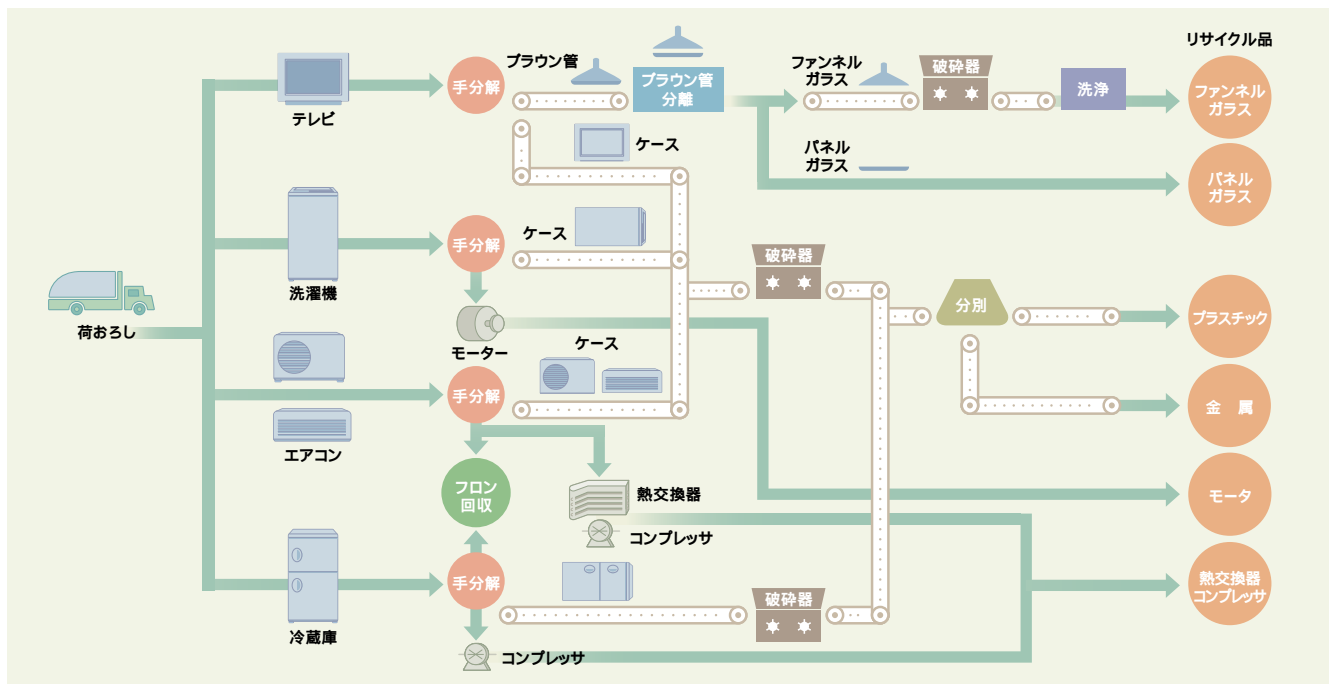 リサイクル品
テレビ
手分解
ブラウン管
ブラウン管
分離
ファンネル
ガラス
破砕器
洗浄
ファンネル
ガラス
ケース
パネル
ガラス
パネル
ガラス
洗濯機
手分解
ケース
破砕器
荷おろし
モーター
分別
プラスチック
エアコン
手分解
ケース
金 属
フロン
回収
熱交換器
コンプレッサ
モータ
冷蔵庫
手分解
破砕器
熱交換器
コンプレッサ
コンプレッサ